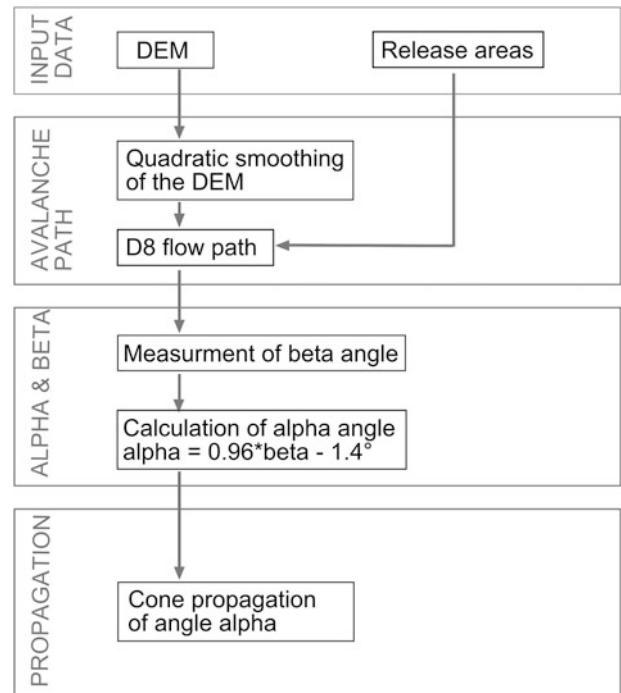 INPUT
DATA
DEM
Release areas
AVALANCHE
PATH
Quadratic smoothing
of the DEM
D8 flow path
ALPHA & BETA
Measurment of beta angle
Calculation of alpha angle
alpha = 0.96*beta - 1.4°
PROPAGATION
Cone propagation
of angle alpha